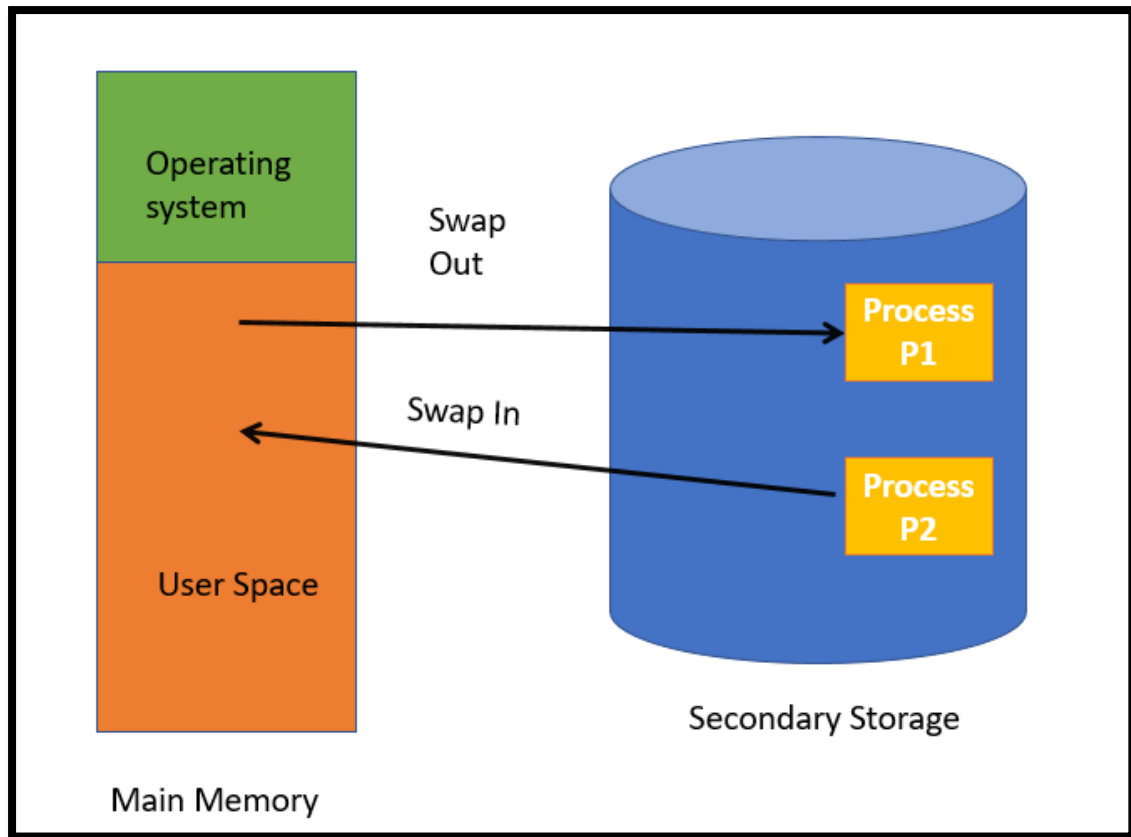 Operating
system
Swap
Out
Process
P1
Swap In
Process
P2
User Space
Secondary Storage
Main Memory